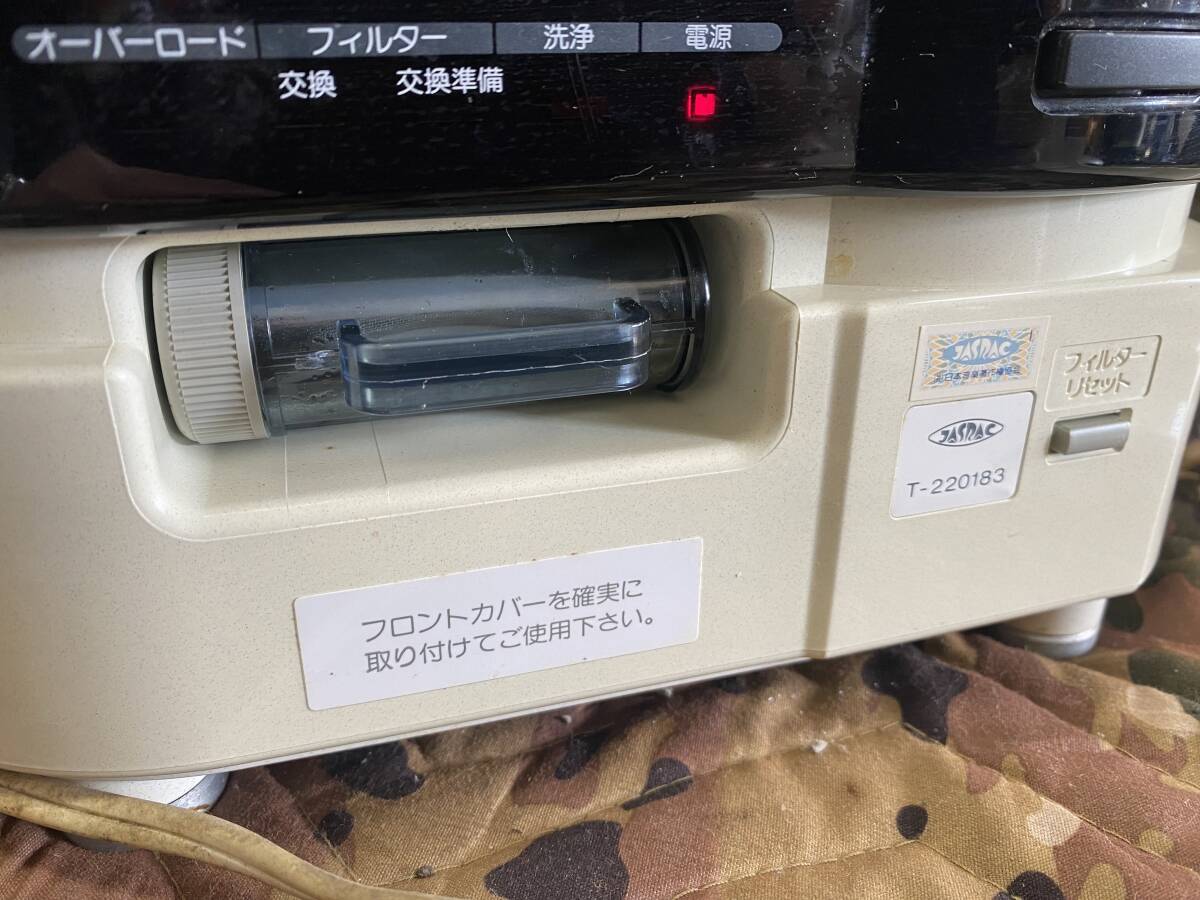 オーバーロード フィルター 洗浄 電源
交換 交換準備
JASRAC
フィルター
リセット
JASRAC
T-220183
フロントカバーを確実に
取り付けてご使用下さい。